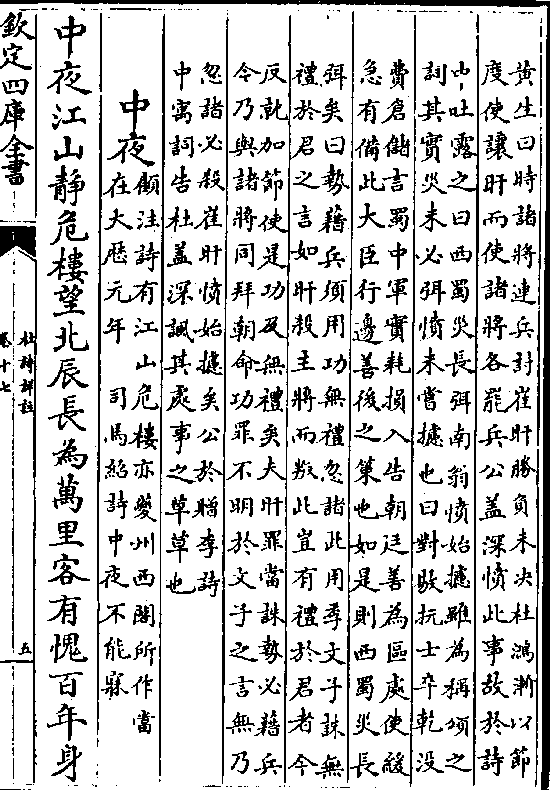 黄生曰時諸將連兵討崔旰勝負未決杜鴻漸以節
度使讓旰而使諸將各罷兵公蓋深憤此事故於詩
中吐露之曰西蜀災長弭南翁憤始攄雖為稱頌之
詞其實災未必弭憤未嘗攄也曰對敭抏士卒乾没
費倉儲言蜀中軍實耗損入告朝廷善為區處使緩
急有備此大臣行邊善後之策也如是則西蜀災長
弭矣曰勢藉兵須用功無禮忽諸此用季文子誅無
禮於君之言如旰殺主將而叛此豈有禮於君者今
反就加節使是功及無禮矣夫旰罪當誅勢必藉兵
令乃與諸將同拜朝命功罪不明於文子之言無乃
忽諸必殺崔旰憤始攄矣公於贈李詩
中寓詞告杜蓋深諷其處事之草草也
中夜
顧注詩有江山危樓亦夔州西閣所作當
在大厯元年 司馬紹詩中夜不能寐
中夜江山靜危樓望北辰長為萬里客有愧百年身
欽定四庫全書
杜詩詳註
卷十七
五